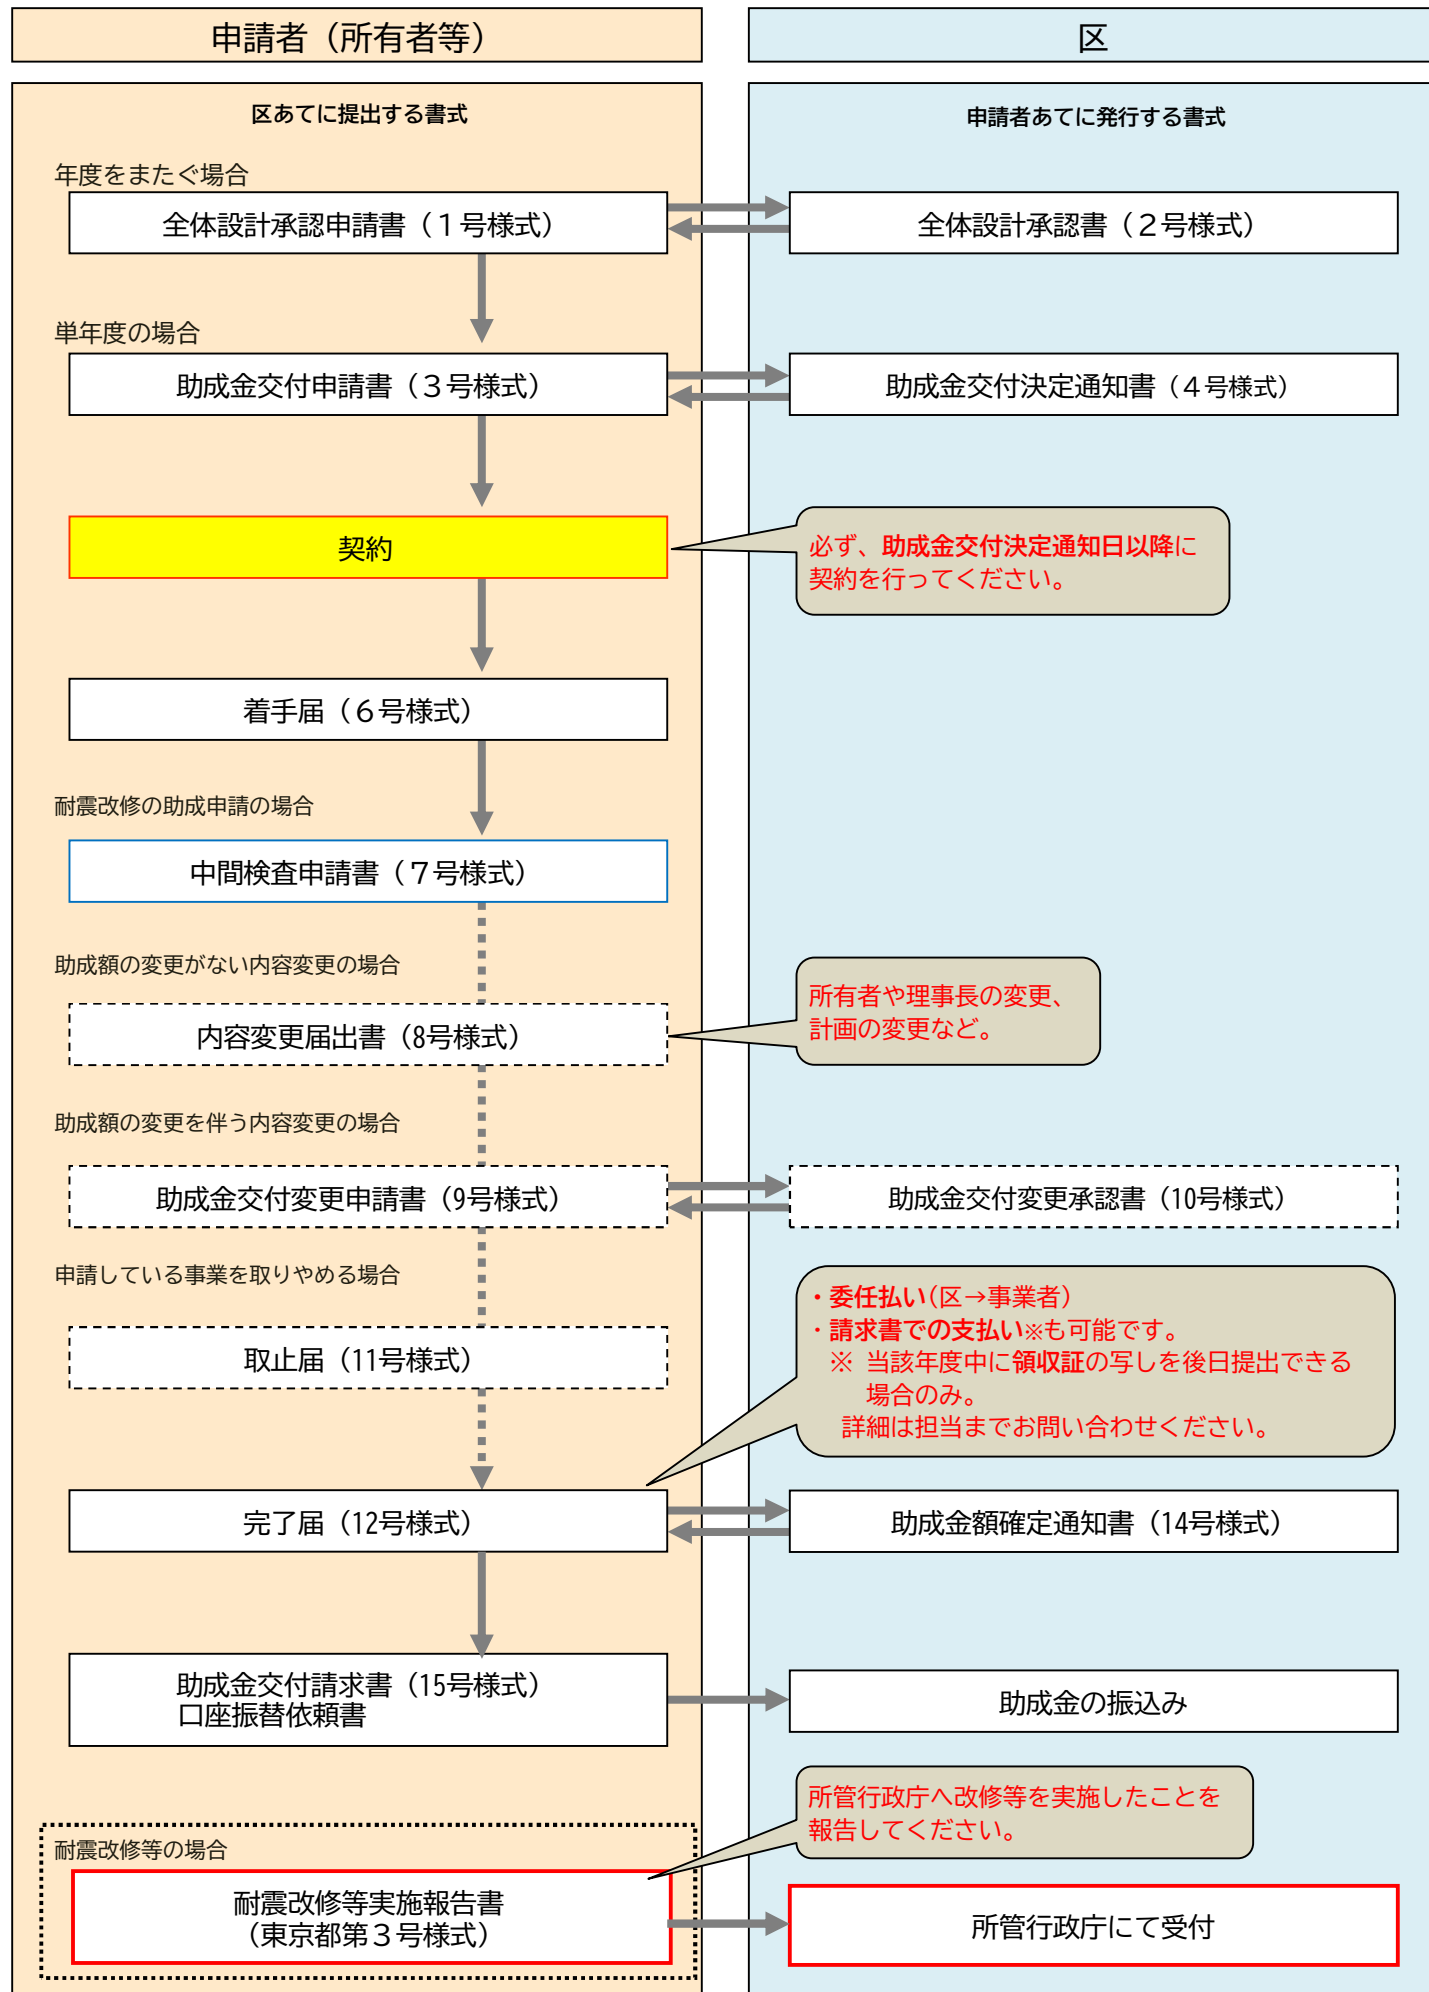 申請者（所有者等）
区
区あてに提出する書式
申請者あてに発行する書式
年度をまたぐ場合
全体設計承認申請書（１号様式）
全体設計承認書（２号様式）
単年度の場合
助成金交付申請書（３号様式）
助成金交付決定通知書（４号様式）
契約
必ず、助成金交付決定通知日以降に
契約を行ってください。
着手届（６号様式）
耐震改修の助成申請の場合
中間検査申請書（７号様式）
助成額の変更がない内容変更の場合
内容変更届出書（8号様式）
所有者や理事長の変更、
計画の変更など。
助成額の変更を伴う内容変更の場合
助成金交付変更申請書（9号様式）
助成金交付変更承認書（10号様式）
申請している事業を取りやめる場合
取止届（11号様式）
・委任払い（区→事業者）
・請求書での支払い※も可能です。
※ 当該年度中に領収証の写しを後日提出できる
場合のみ。
詳細は担当までお問い合わせください。
完了届（12号様式）
助成金額確定通知書（14号様式）
助成金交付請求書（15号様式）
口座振替依頼書
助成金の振込み
所管行政庁へ改修等を実施したことを
報告してください。
耐震改修等の場合
耐震改修等実施報告書
（東京都第３号様式）
所管行政庁にて受付